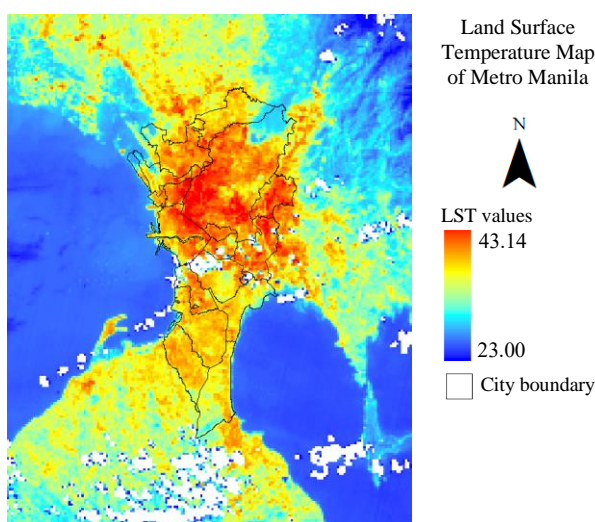 Land Surface
Temperature Map
of Metro Manila
N
LST values
43.14
23.00
City boundary